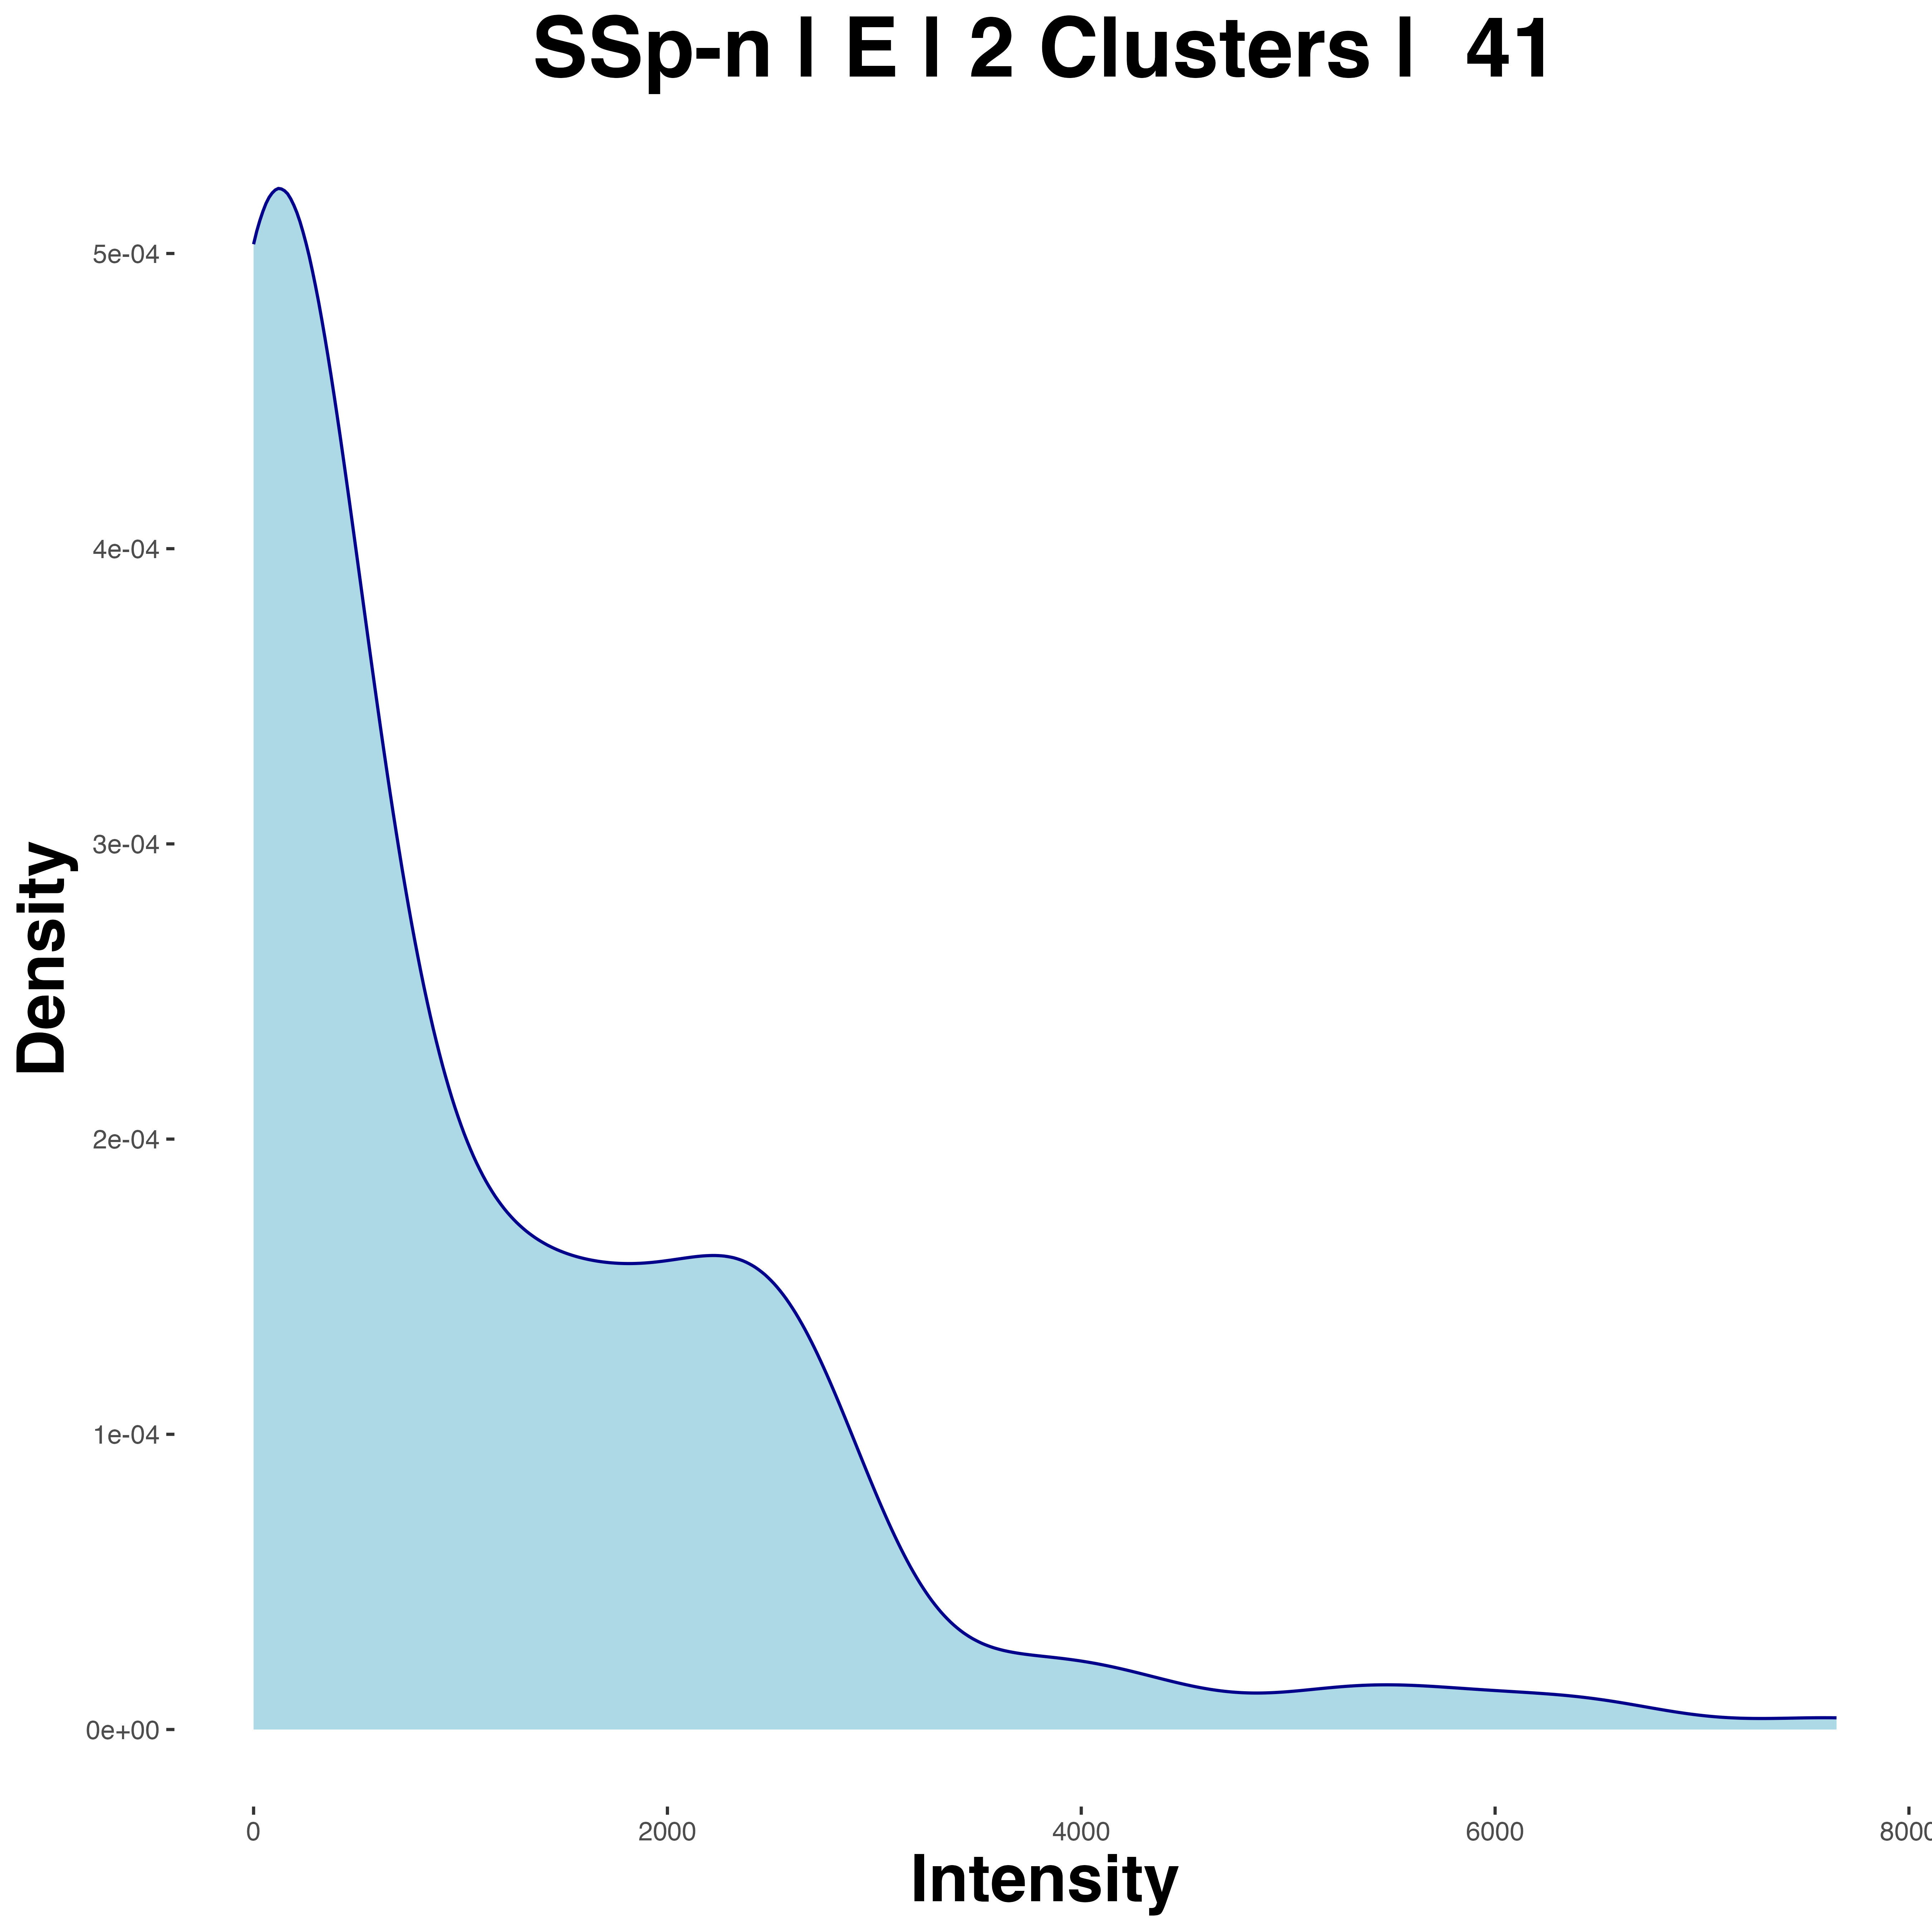 SSp-n | E | 2 Clusters | 41
5e-04
4e-04
3e-04
2e-04
1e-04
0e+00
Density
0 2000 4000 6000 8000
Intensity